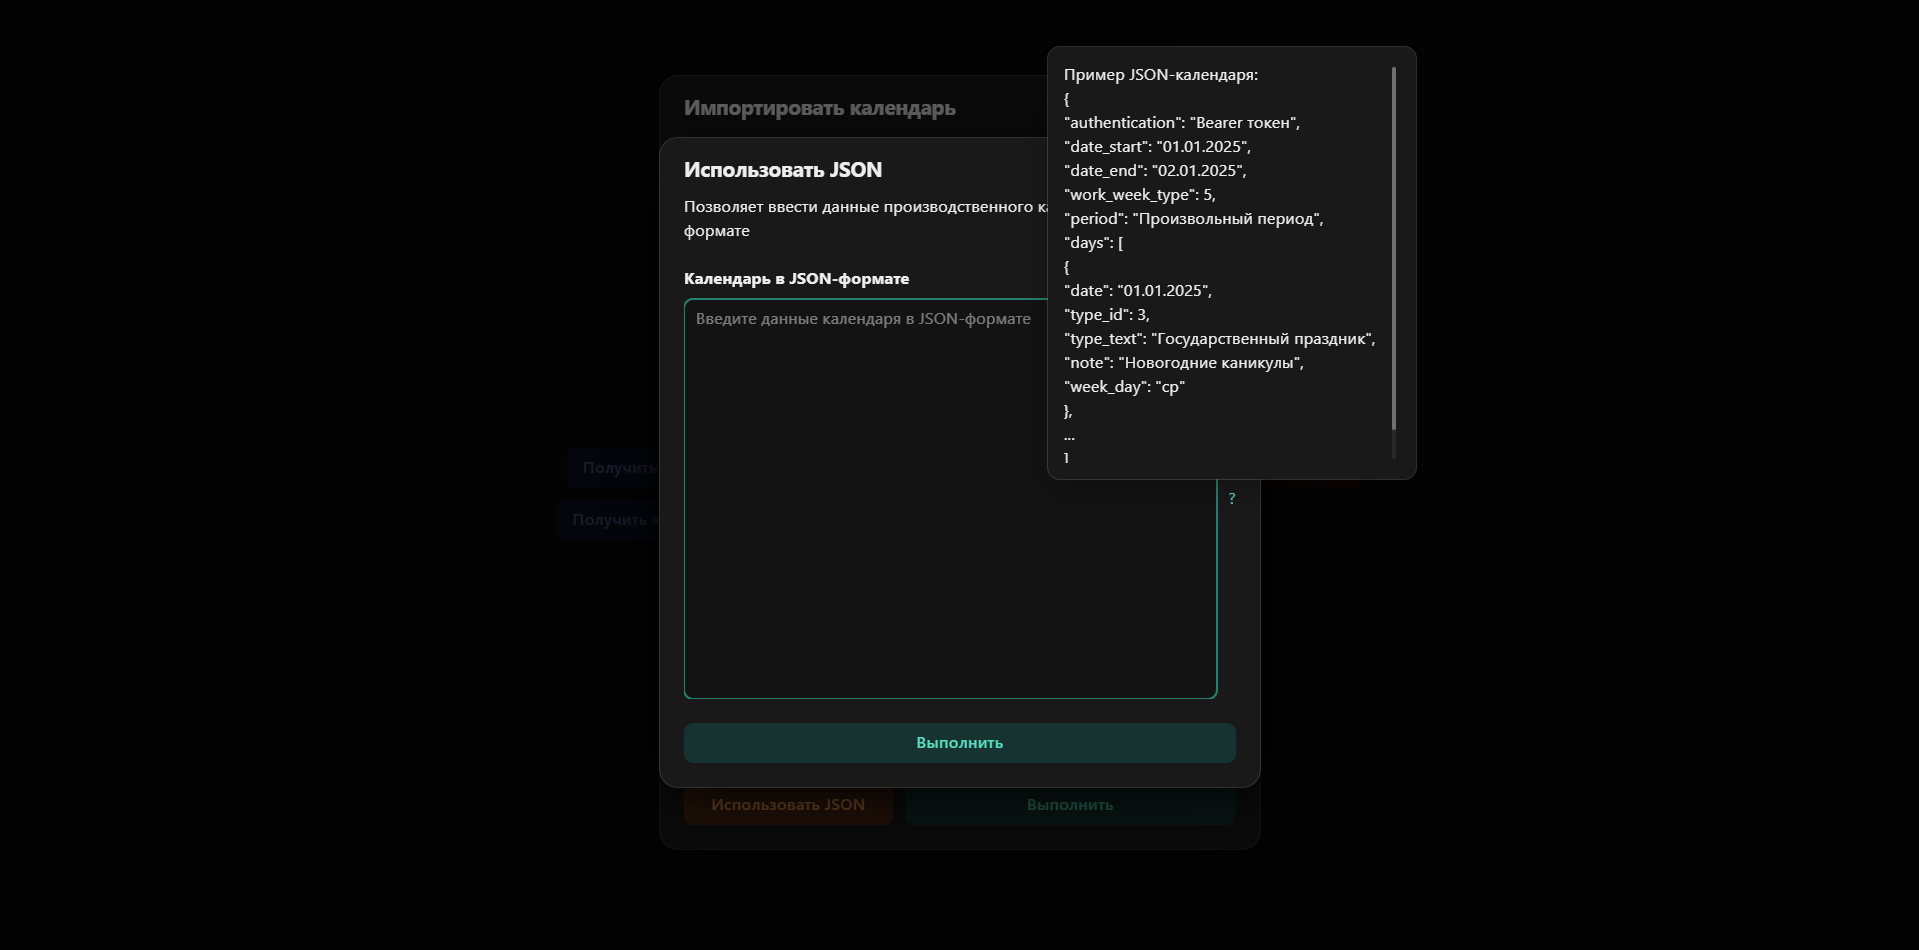 Импортировать календарь
Использовать JSON
Позволяет ввести данные производственного
формате
Календарь в JSON-формате
Введите данные календаря в JSON-формате
Пример JSON-календаря:
{
"authentication": "Bearer токен",
"date_start": "01.01.2025",
"date_end": "02.01.2025",
"work_week_type": 5,
"period": "Произвольный период",
"days": [
{
"date": "01.01.2025",
"type_id": 3,
"type_text": "Государственный праздник",
"note": "Новогодние каникулы",
"week_day": "ср"
},
...
]
?
Получить
Получить
Выполнить
Использовать JSON
Выполнить